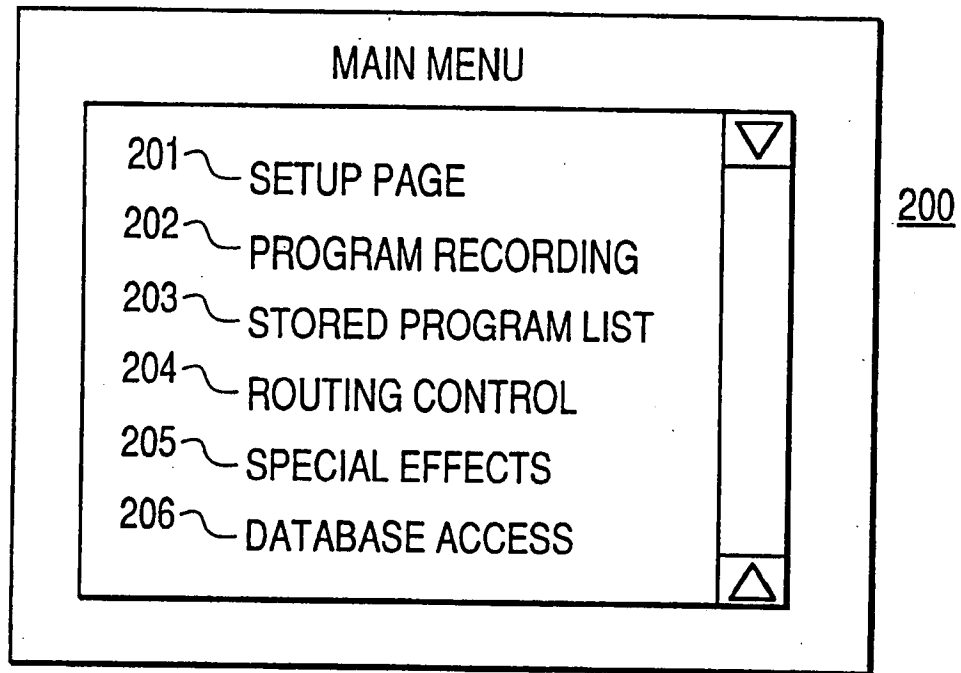 MAIN MENU
201 SETUP PAGE
200
202 PROGRAM RECORDING
203 STORED PROGRAM LIST
204 ROUTING CONTROL
205 SPECIAL EFFECTS
206 DATABASE ACCESS